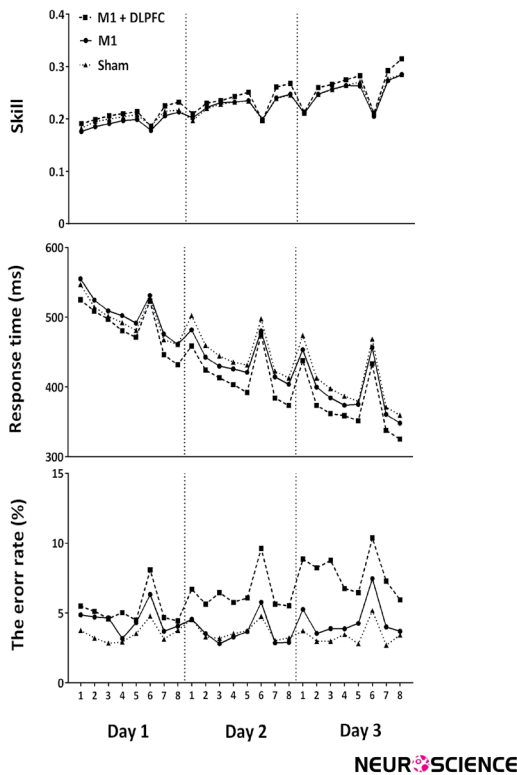 M1 + DLPFC
M1
Sham
Skill
0.4
0.3
0.2
0.1
0
Response time (ms)
600
500
400
300
The erorr rate (%)
15
10
5
0
1 2 3 4 5 6 7 8 1 2 3 4 5 6 7 8 1 2 3 4 5 6 7 8
Day 1 Day 2 Day 3
NEUROSCIENCE